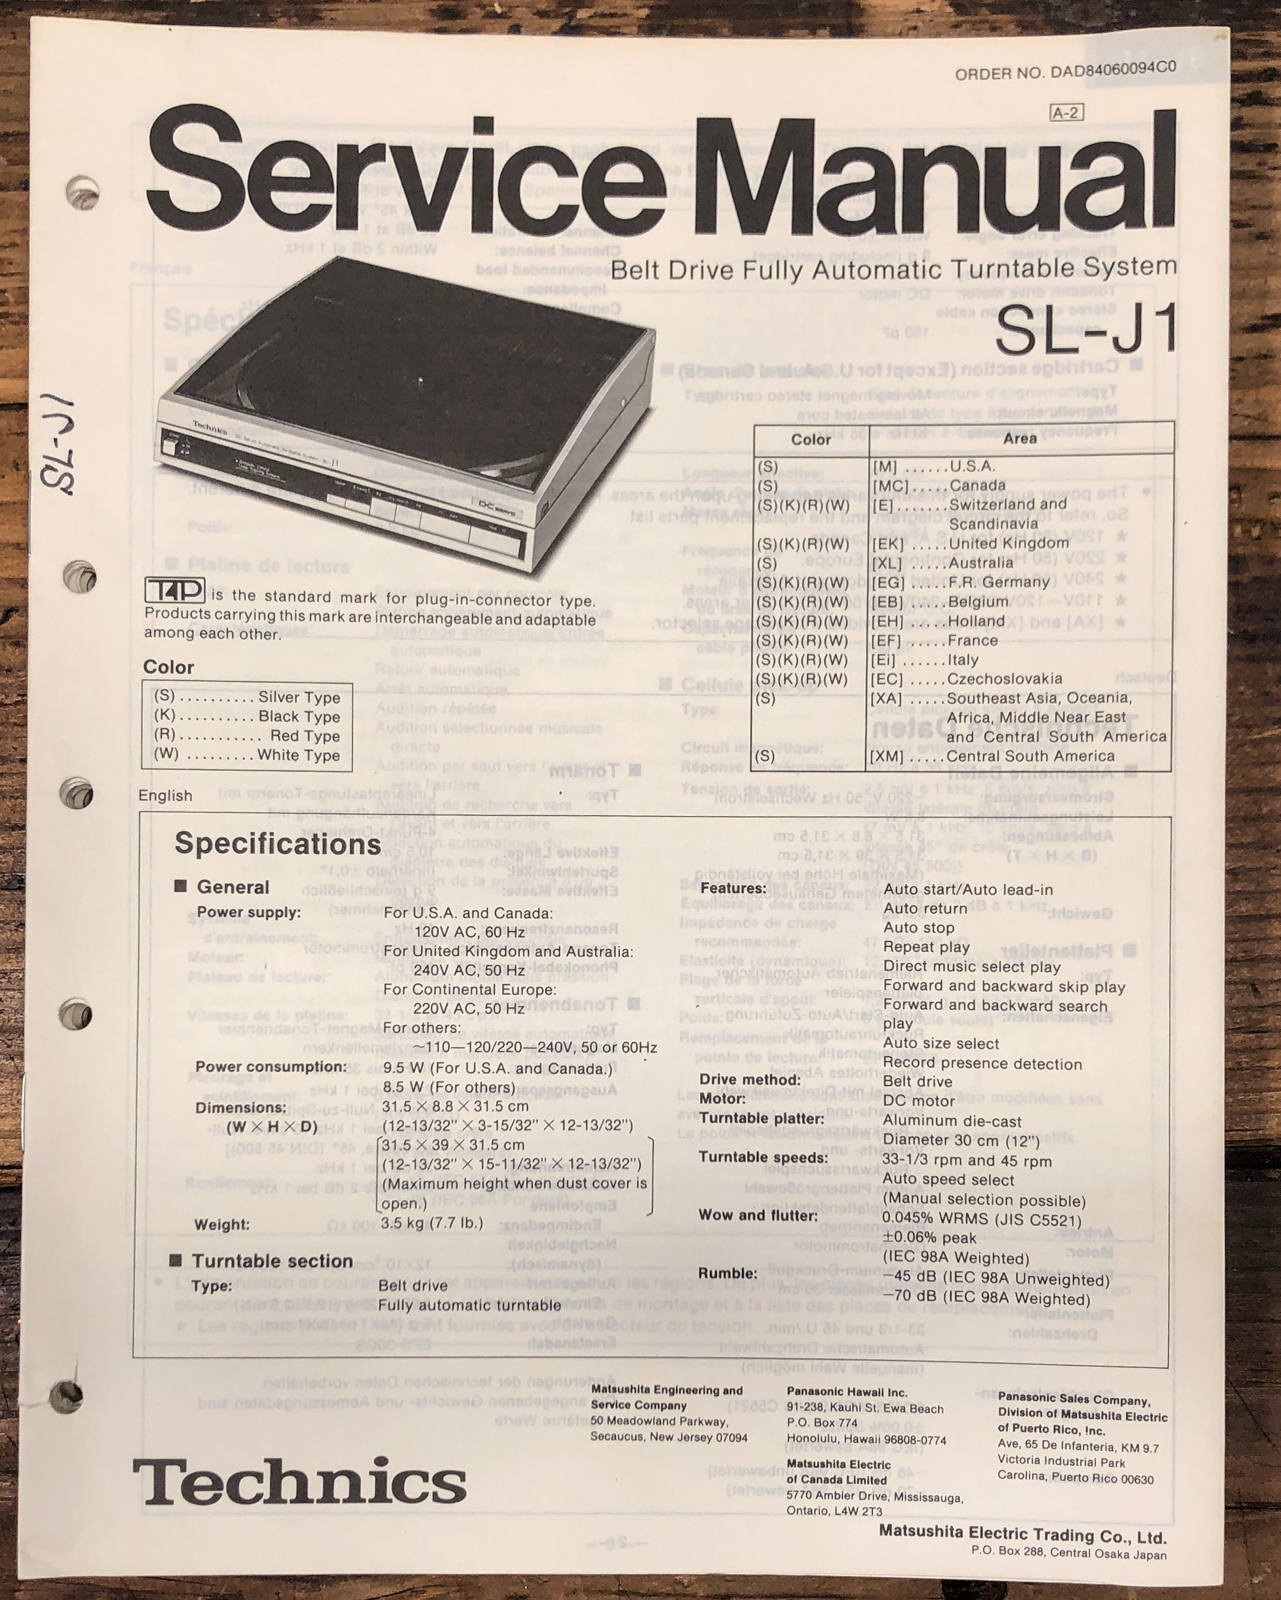 ORDER NO. DAD84060094C0
A-2
Service Manual
Belt Drive Fully Automatic Turntable System
SL-J1
SL-J1
Technics
Color Area
(S) [M] ......U.S.A.
(S) [MC] .....Canada
(S)(K)(R)(W) [E].......Switzerland and
Scandinavia
(S)(K)(R)(W) [EK] .....United Kingdom
(S) [XL] .....Australia
(S)(K)(R)(W) [EG] .....F.R. Germany
(S)(K)(R)(W) [EB] .....Belgium
(S)(K)(R)(W) [EH] .....Holland
(S)(K)(R)(W) [EF] .....France
(S)(K)(R)(W) [Ei] ......Italy
(S)(K)(R)(W) [EC] .....Czechoslovakia
(S) [XA] .....Southeast Asia, Oceania,
Africa, Middle Near East
and Central South America
(S) [XM] .....Central South America
T4P is the standard mark for plug-in-connector type.
Products carrying this mark are interchangeable and adaptable
among each other.
Color
(S) .......... Silver Type
(K) .......... Black Type
(R) ........... Red Type
(W) ......... White Type
English
Specifications
■ General
Power supply: For U.S.A. and Canada:
120V AC, 60 Hz
For United Kingdom and Australia:
240V AC, 50 Hz
For Continental Europe:
220V AC, 50 Hz
For others:
~110—120/220—240V, 50 or 60Hz
Power consumption: 9.5 W (For U.S.A. and Canada.)
8.5 W (For others)
Dimensions: 31.5 × 8.8 × 31.5 cm
(W × H × D) (12-13/32" × 3-15/32" × 12-13/32")
[31.5 × 39 × 31.5 cm
(12-13/32" × 15-11/32" × 12-13/32")
(Maximum height when dust cover is
open.)]
Weight: 3.5 kg (7.7 lb.)
■ Turntable section
Type: Belt drive
Fully automatic turntable
Features: Auto start/Auto lead-in
Auto return
Auto stop
Repeat play
Direct music select play
Forward and backward skip play
Forward and backward search
play
Auto size select
Record presence detection
Drive method: Belt drive
Motor: DC motor
Turntable platter: Aluminum die-cast
Diameter 30 cm (12")
Turntable speeds: 33-1/3 rpm and 45 rpm
Auto speed select
(Manual selection possible)
Wow and flutter: 0.045% WRMS (JIS C5521)
±0.06% peak
(IEC 98A Weighted)
Rumble: −45 dB (IEC 98A Unweighted)
−70 dB (IEC 98A Weighted)
Technics
Matsushita Engineering and
Service Company
50 Meadowland Parkway,
Secaucus, New Jersey 07094
Panasonic Hawaii Inc.
91-238, Kauhi St. Ewa Beach
P.O. Box 774
Honolulu, Hawaii 96808-0774
Matsushita Electric
of Canada Limited
5770 Ambler Drive, Mississauga,
Ontario, L4W 2T3
Panasonic Sales Company,
Division of Matsushita Electric
of Puerto Rico, Inc.
Ave, 65 De Infanteria, KM 9.7
Victoria Industrial Park
Carolina, Puerto Rico 00630
Matsushita Electric Trading Co., Ltd.
P.O. Box 288, Central Osaka Japan